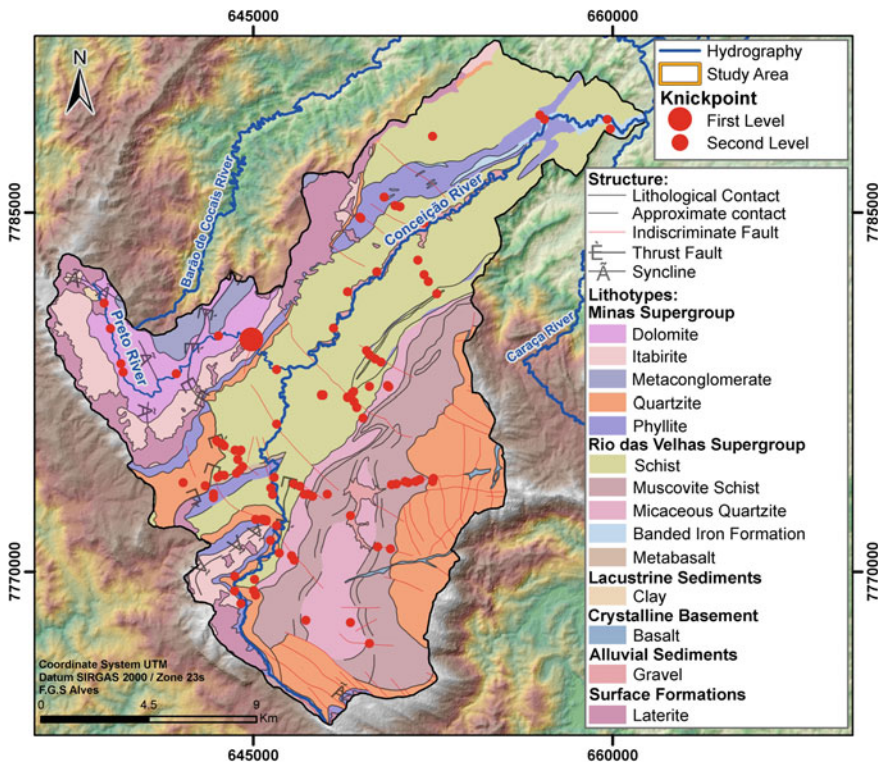 645000
660000
N
Hydrography
Study Area
Knickpoint
First Level
Second Level
Structure:
Lithological Contact
Approximate contact
Indiscriminate Fault
È
Thrust Fault
Ã
Syncline
Lithotypes:
Minas Supergroup
Dolomite
Itabirite
Metaconglomerate
Quartzite
Phyllite
Rio das Velhas Supergroup
Schist
Muscovite Schist
Micaceous Quartzite
Banded Iron Formation
Metabasalt
Lacustrine Sediments
Clay
Crystalline Basement
Basalt
Alluvial Sediments
Gravel
Surface Formations
Laterite
7785000
7785000
Barão de Cocais River
Conceição River
Preto River
Caraça River
7770000
7770000
Coordinate System UTM
Datum SIRGAS 2000 / Zone 23s
F.G.S Alves
0 4.5 9
Km
645000
660000